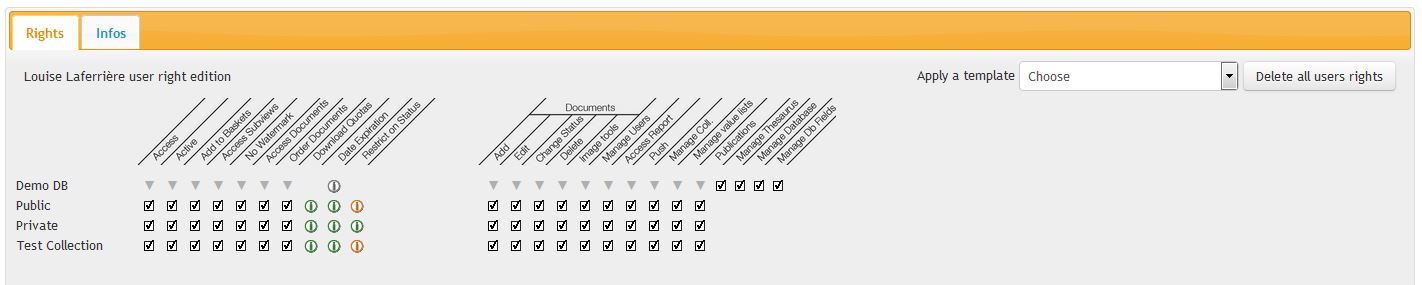 Rights Infos
Louise Laferrière user right edition Apply a template Choose Delete all users rights
Access
Active
Add to Baskets
Access Subviews
No Watermark
Access Documents
Order Documents
Download Quotas
Date Expiration
Restrict on Status
Documents
Add
Edit
Change Status
Delete
Image tools
Manage Users
Access Report
Push
Manage Coll.
Manage value lists
Publications
Manage Thesaurus
Manage Database
Manage Db Fields
Demo DB
Public
Private
Test Collection